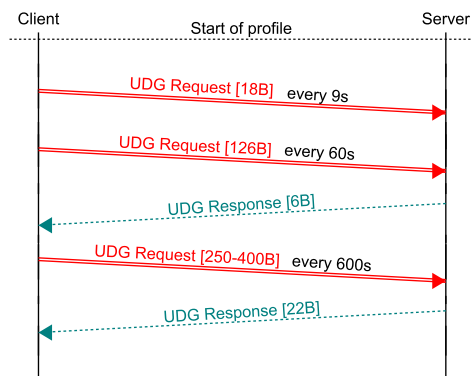 Client Server
Start of profile
UDG Request [18B] every 9s
UDG Request [126B] every 60s
UDG Response [6B]
UDG Request [250-400B] every 600s
UDG Response [22B]